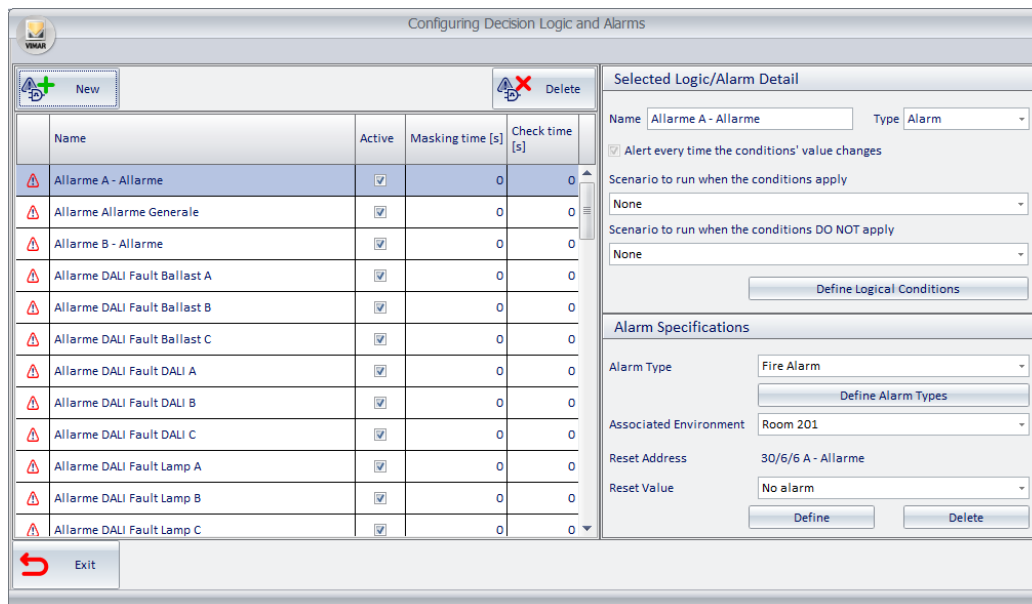 Configuring Decision Logic and Alarms
VIMAR
New
Delete
Name Active Masking time [s] Check time [s]
Allarme A - Allarme 0 0
Allarme Allarme Generale 0 0
Allarme B - Allarme 0 0
Allarme DALI Fault Ballast A 0 0
Allarme DALI Fault Ballast B 0 0
Allarme DALI Fault Ballast C 0 0
Allarme DALI Fault DALI A 0 0
Allarme DALI Fault DALI B 0 0
Allarme DALI Fault DALI C 0 0
Allarme DALI Fault Lamp A 0 0
Allarme DALI Fault Lamp B 0 0
Allarme DALI Fault Lamp C 0 0
Exit
Selected Logic/Alarm Detail
Name Allarme A - Allarme Type Alarm
Alert every time the conditions' value changes
Scenario to run when the conditions apply
None
Scenario to run when the conditions DO NOT apply
None
Define Logical Conditions
Alarm Specifications
Alarm Type Fire Alarm
Define Alarm Types
Associated Environment Room 201
Reset Address 30/6/6 A - Allarme
Reset Value No alarm
Define Delete